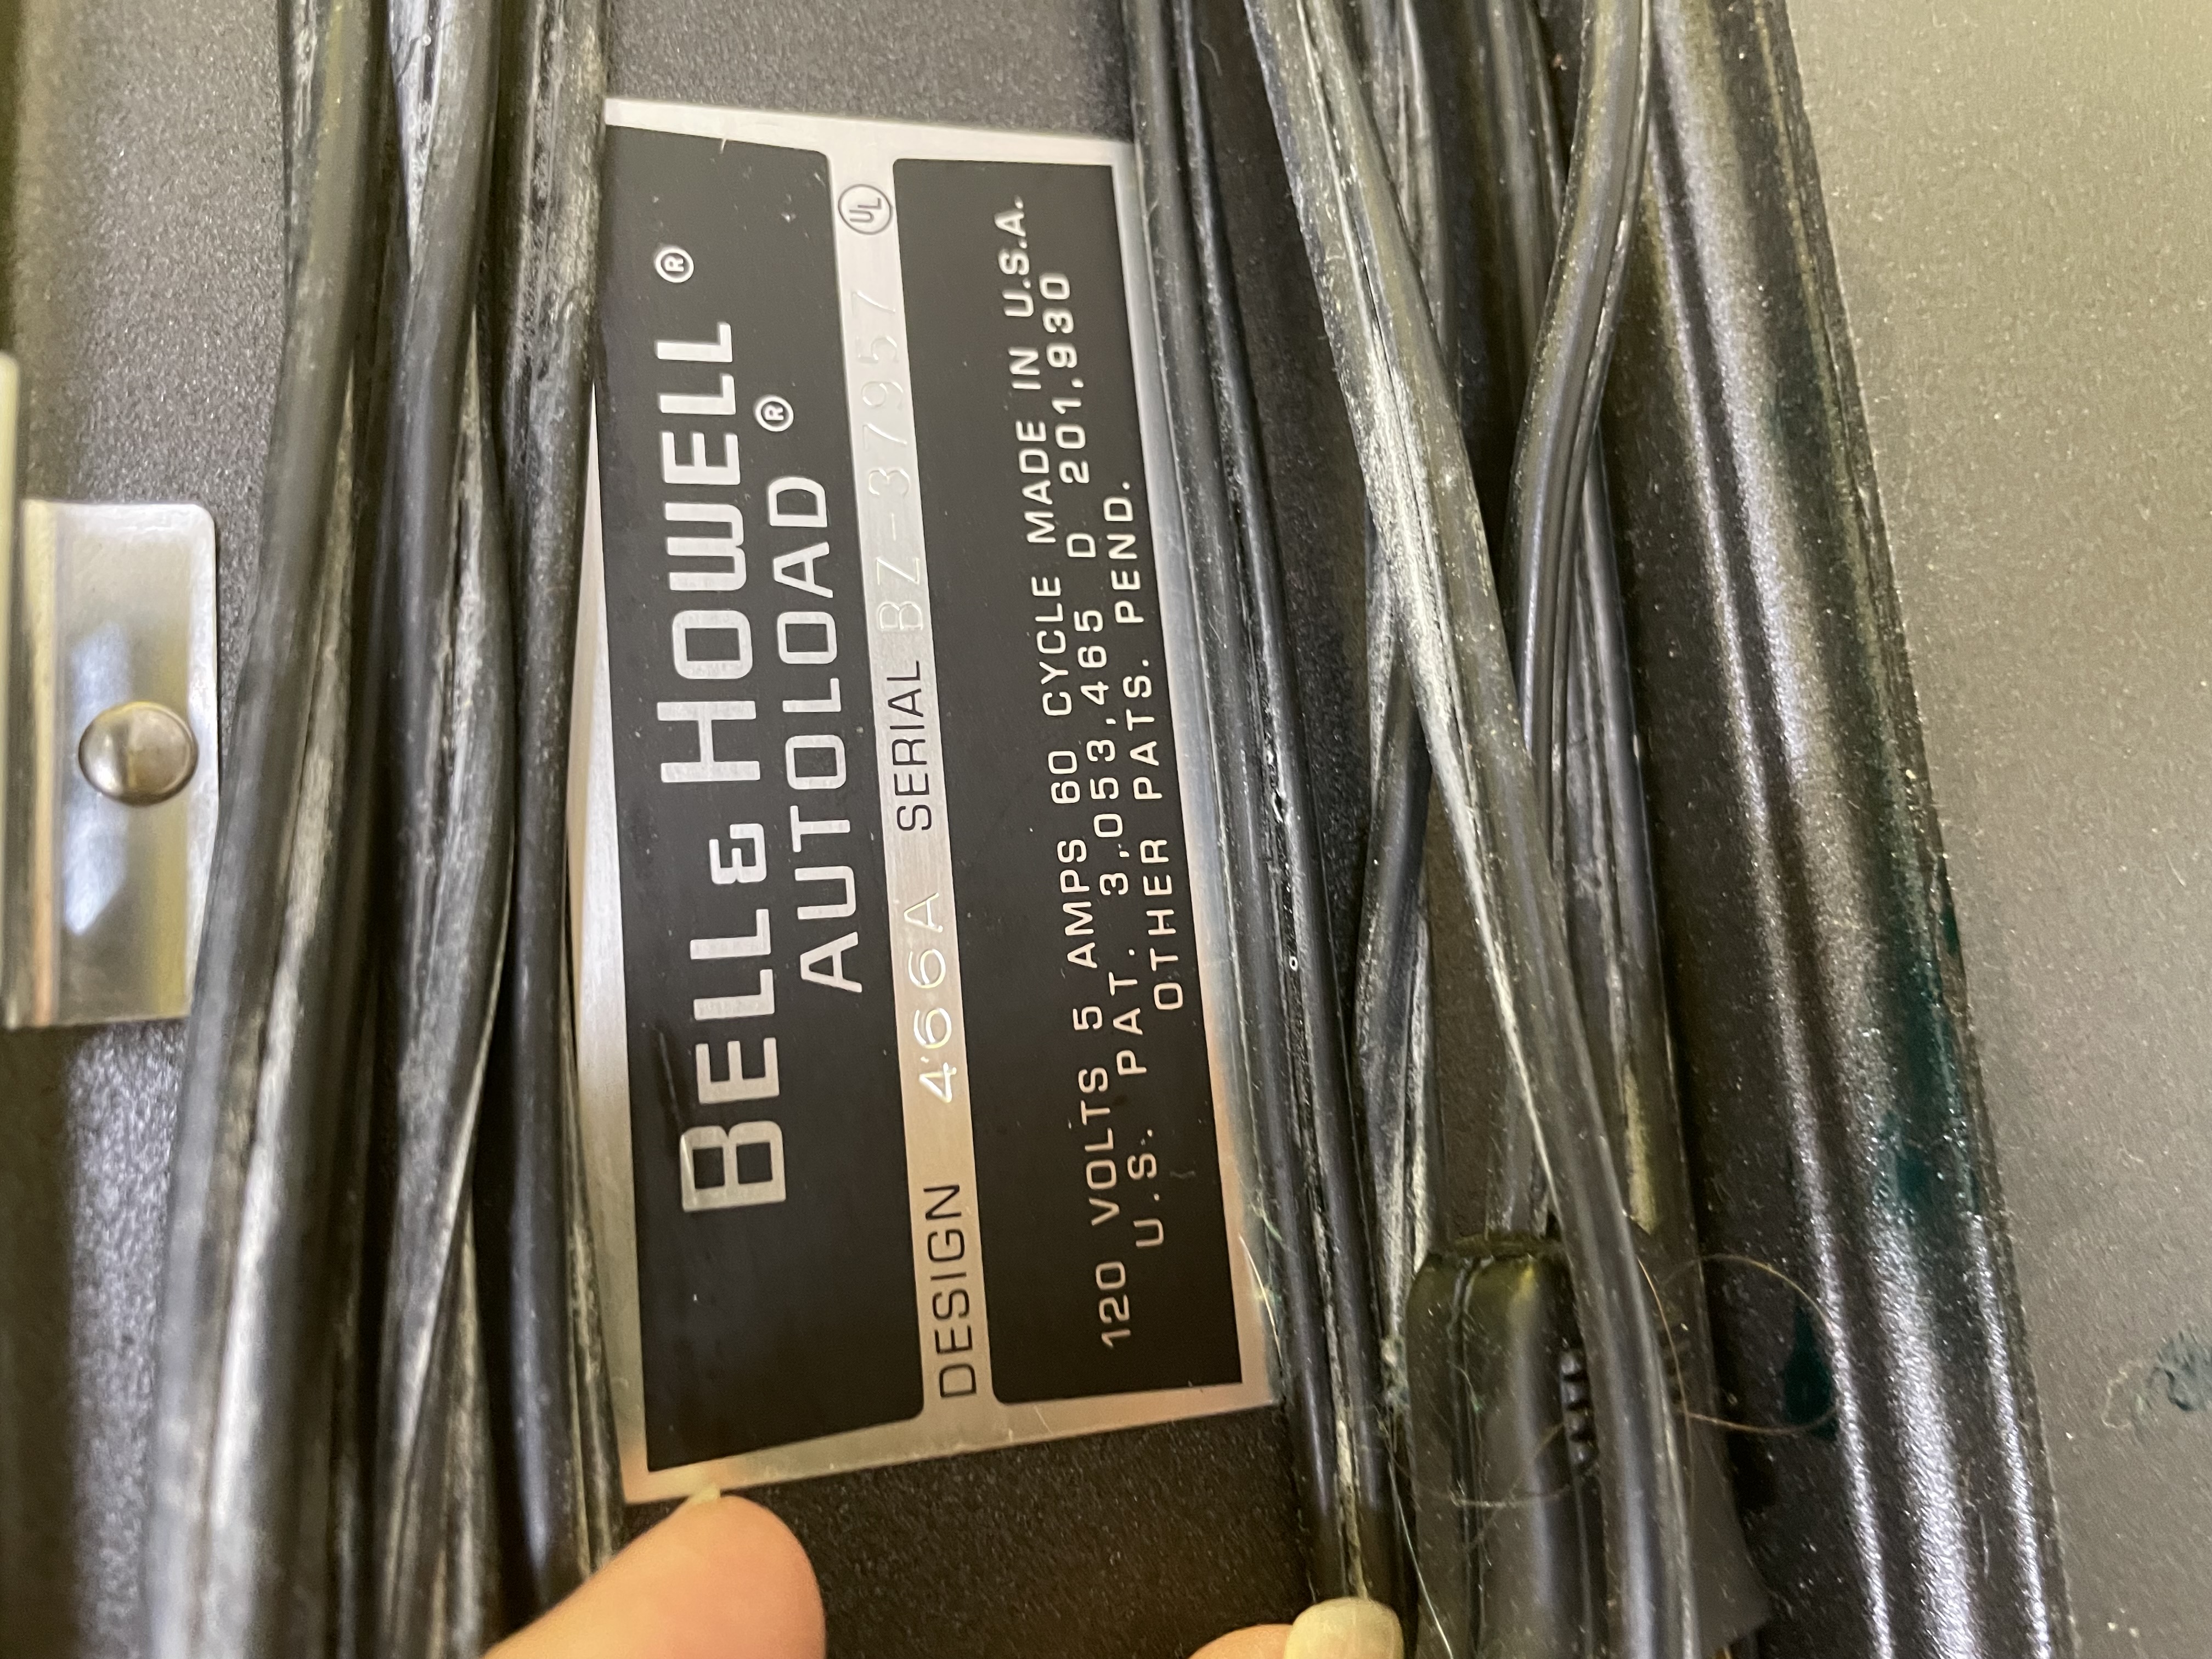 BELL & HOWELL ®
AUTOLOAD ®
DESIGN 466A SERIAL BZ-37957 UL
120 VOLTS 5 AMPS 60 CYCLE MADE IN U.S.A.
U.S. PAT. 3,053,465 D 201,930
OTHER PATS. PEND.